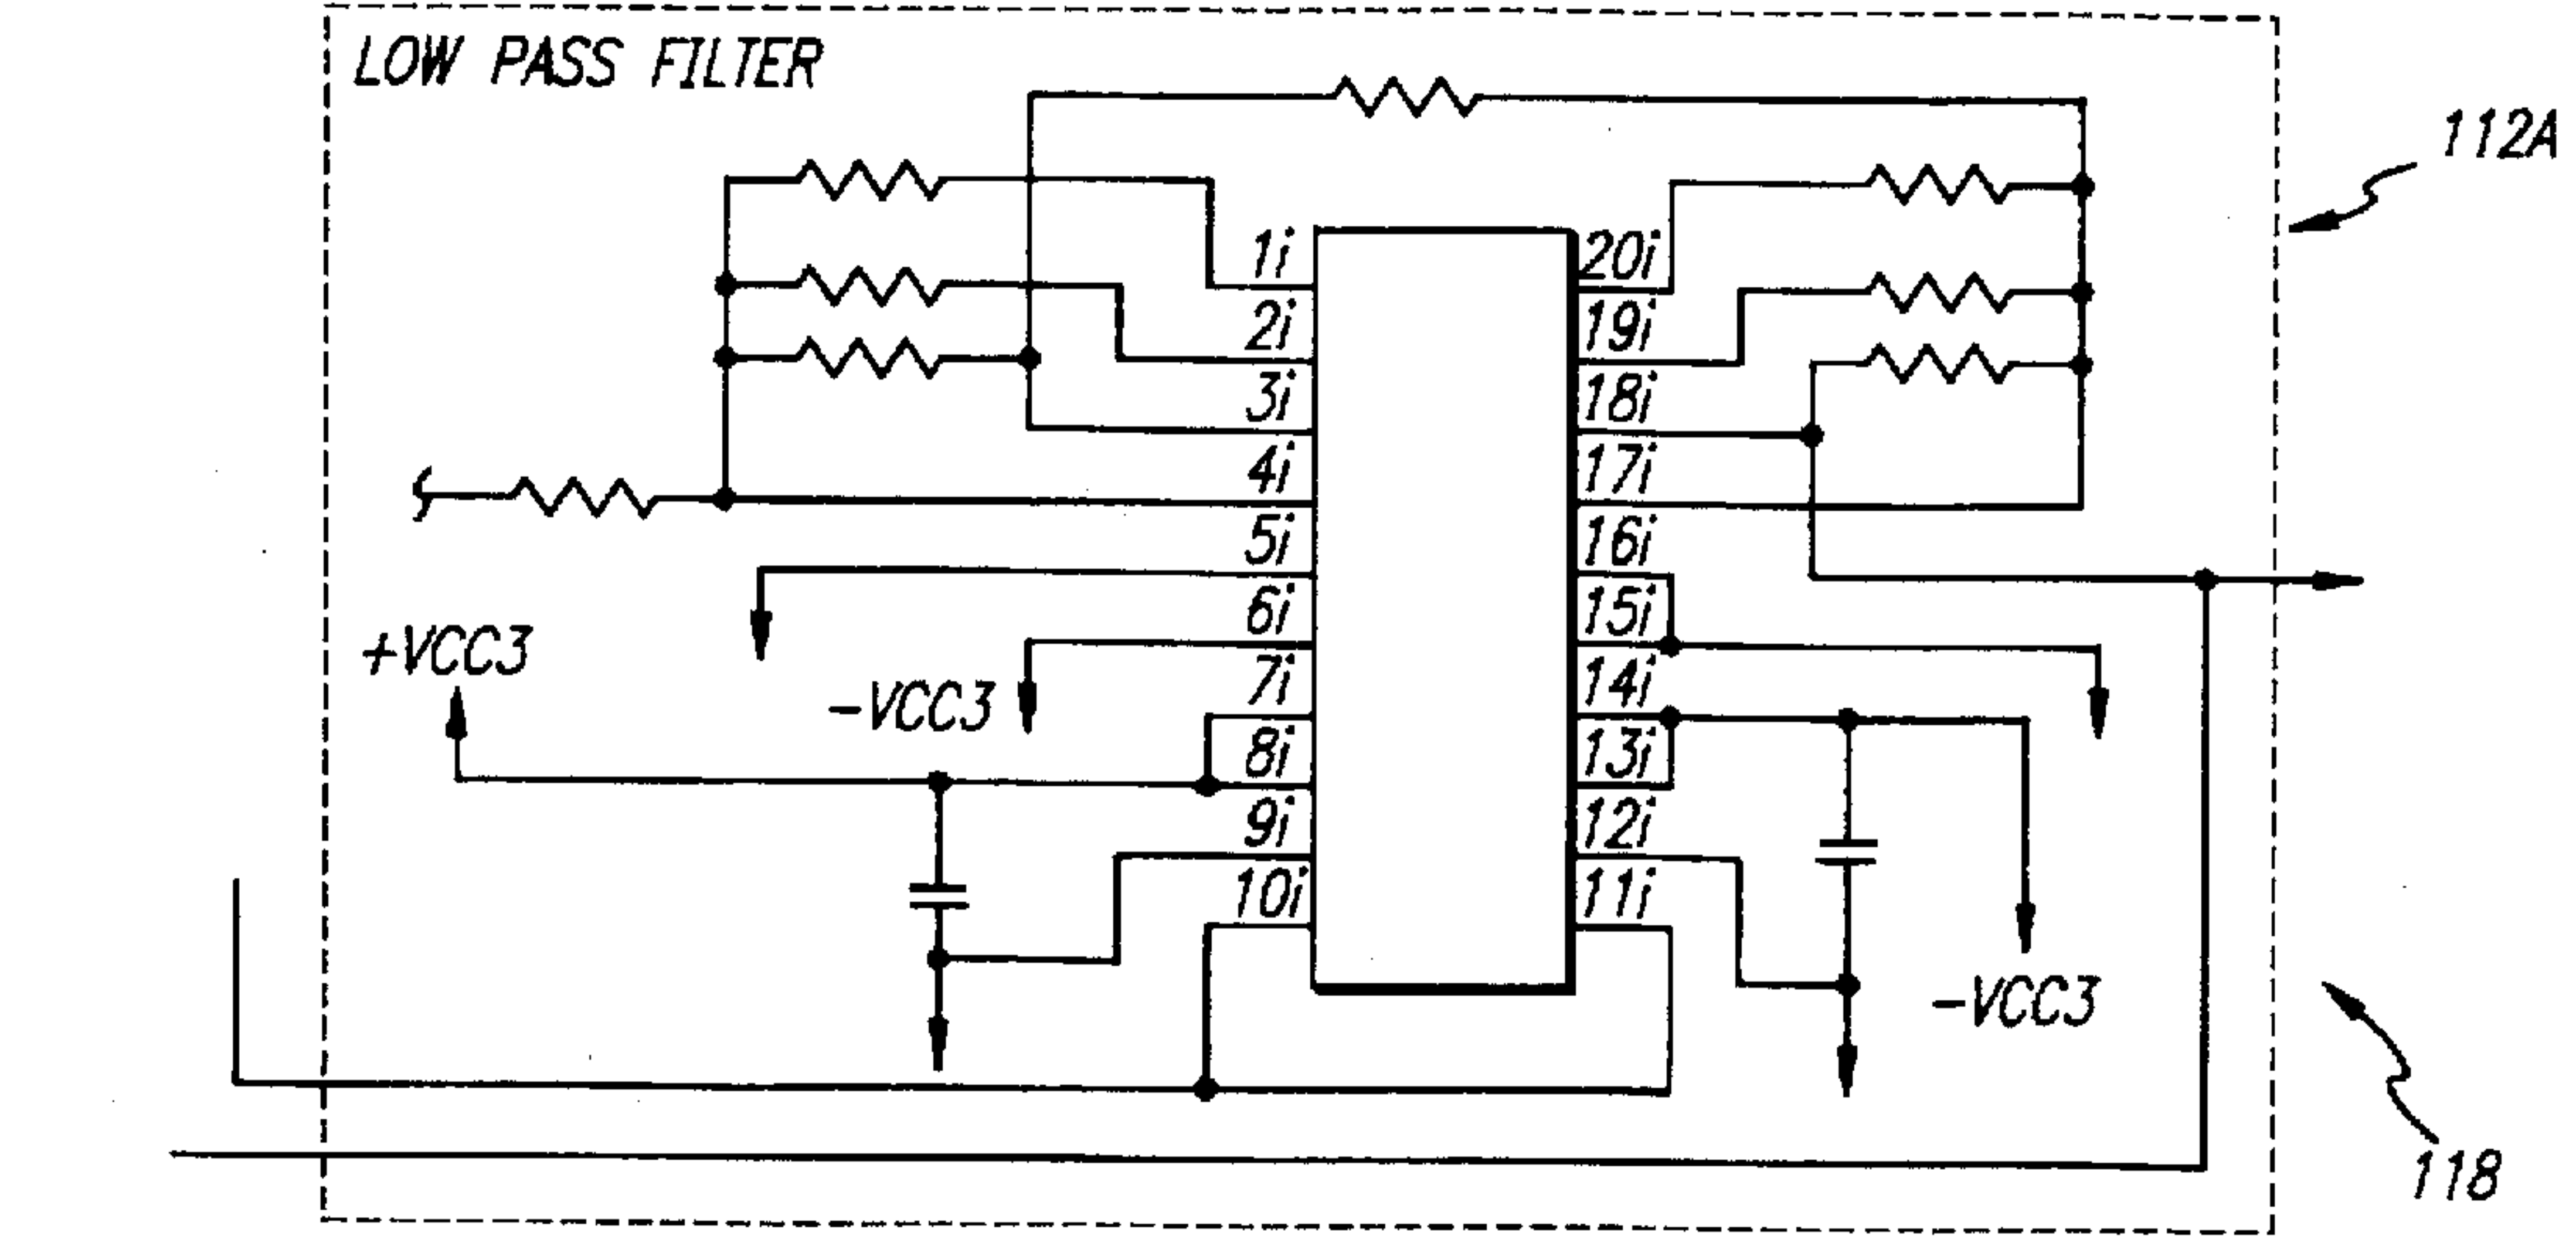 LOW PASS FILTER
112A
1i 20i
2i 19i
3i 18i
4i 17i
5i 16i
6i 15i
+VCC3
7i 14i
-VCC3
8i 13i
9i 12i
10i 11i
-VCC3
118